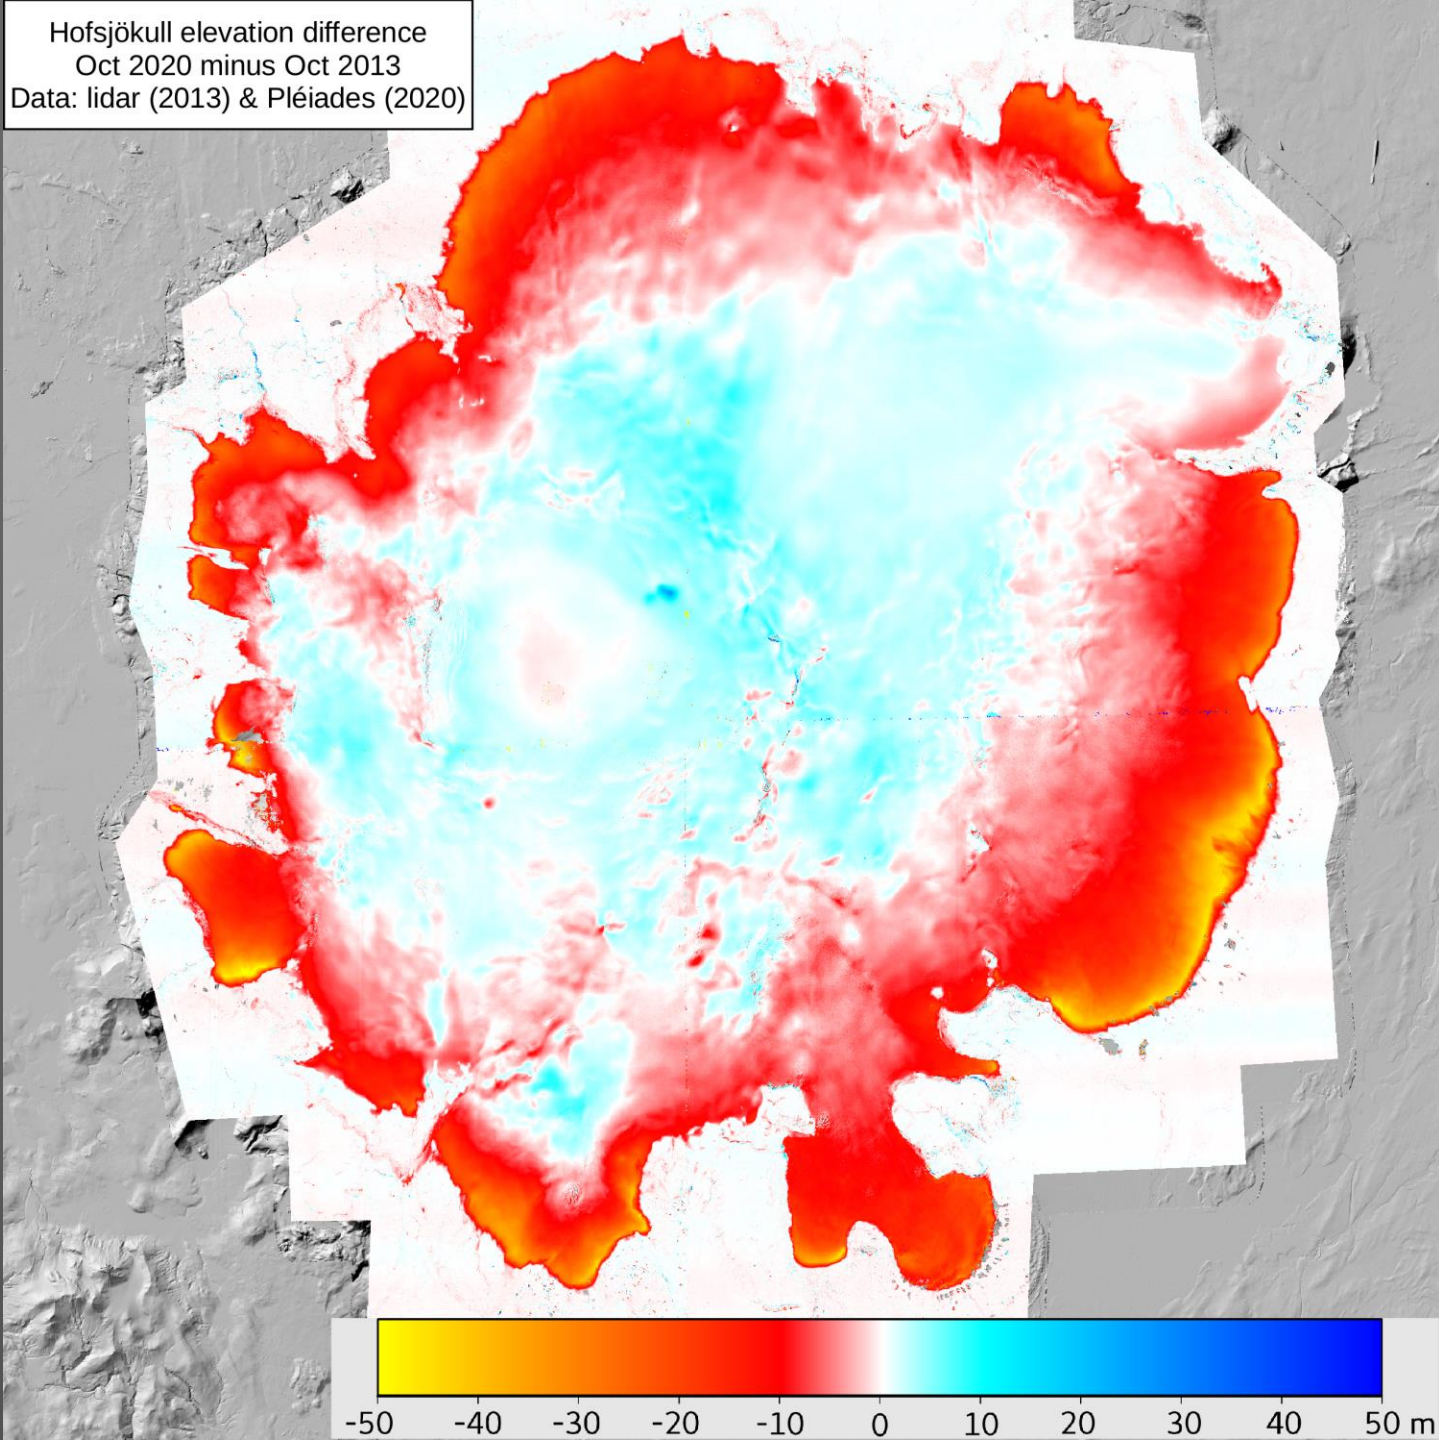 Hofsjökull elevation difference
Oct 2020 minus Oct 2013
Data: lidar (2013) & Pléiades (2020)
-50 -40 -30 -20 -10 0 10 20 30 40 50 m